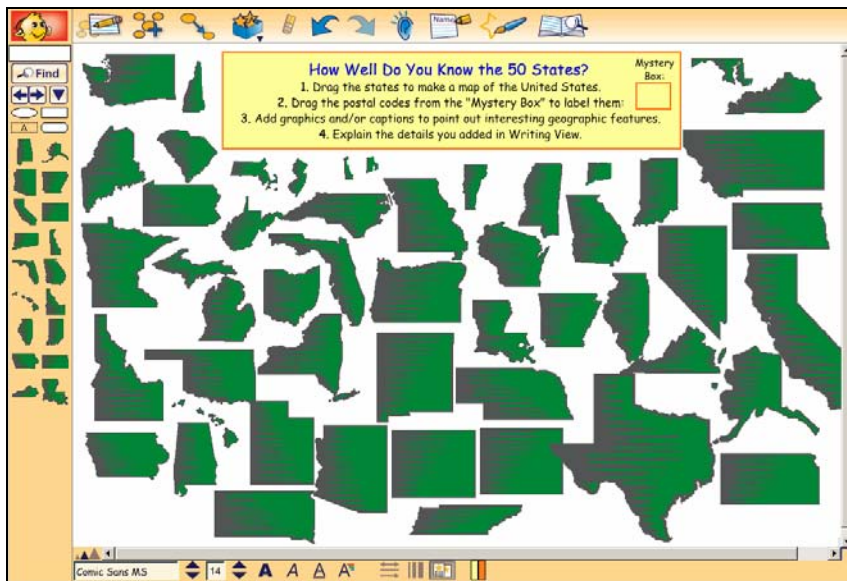 Name
Find
A
How Well Do You Know the 50 States?
Mystery
Box:
1. Drag the states to make a map of the United States.
2. Drag the postal codes from the "Mystery Box" to label them:
3. Add graphics and/or captions to point out interesting geographic features.
4. Explain the details you added in Writing View.
Comic Sans MS 14 A A A A